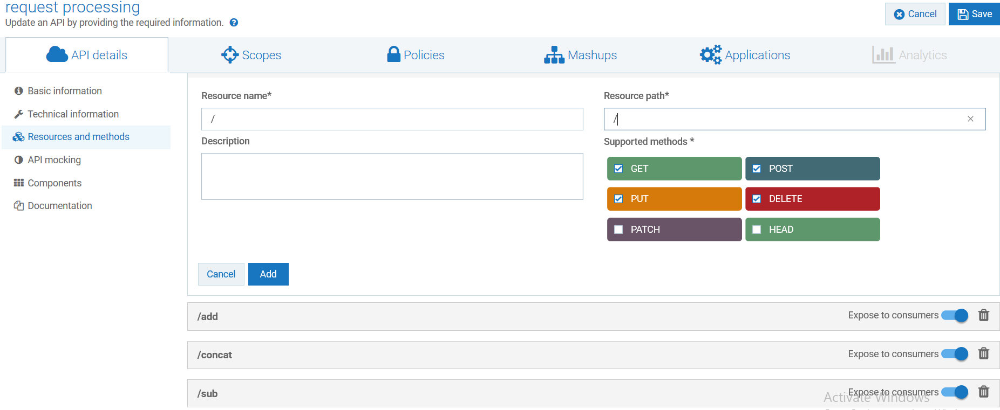 request processing
Update an API by providing the required information.
Cancel
Save
API details
Scopes
Policies
Mashups
Applications
Analytics
Basic information
Technical information
Resources and methods
API mocking
Components
Documentation
Resource name*
Resource path*
/
/
Description
Supported methods *
GET
POST
PUT
DELETE
PATCH
HEAD
Cancel
Add
/add
Expose to consumers
/concat
Expose to consumers
/sub
Expose to consumers
Activate Windows